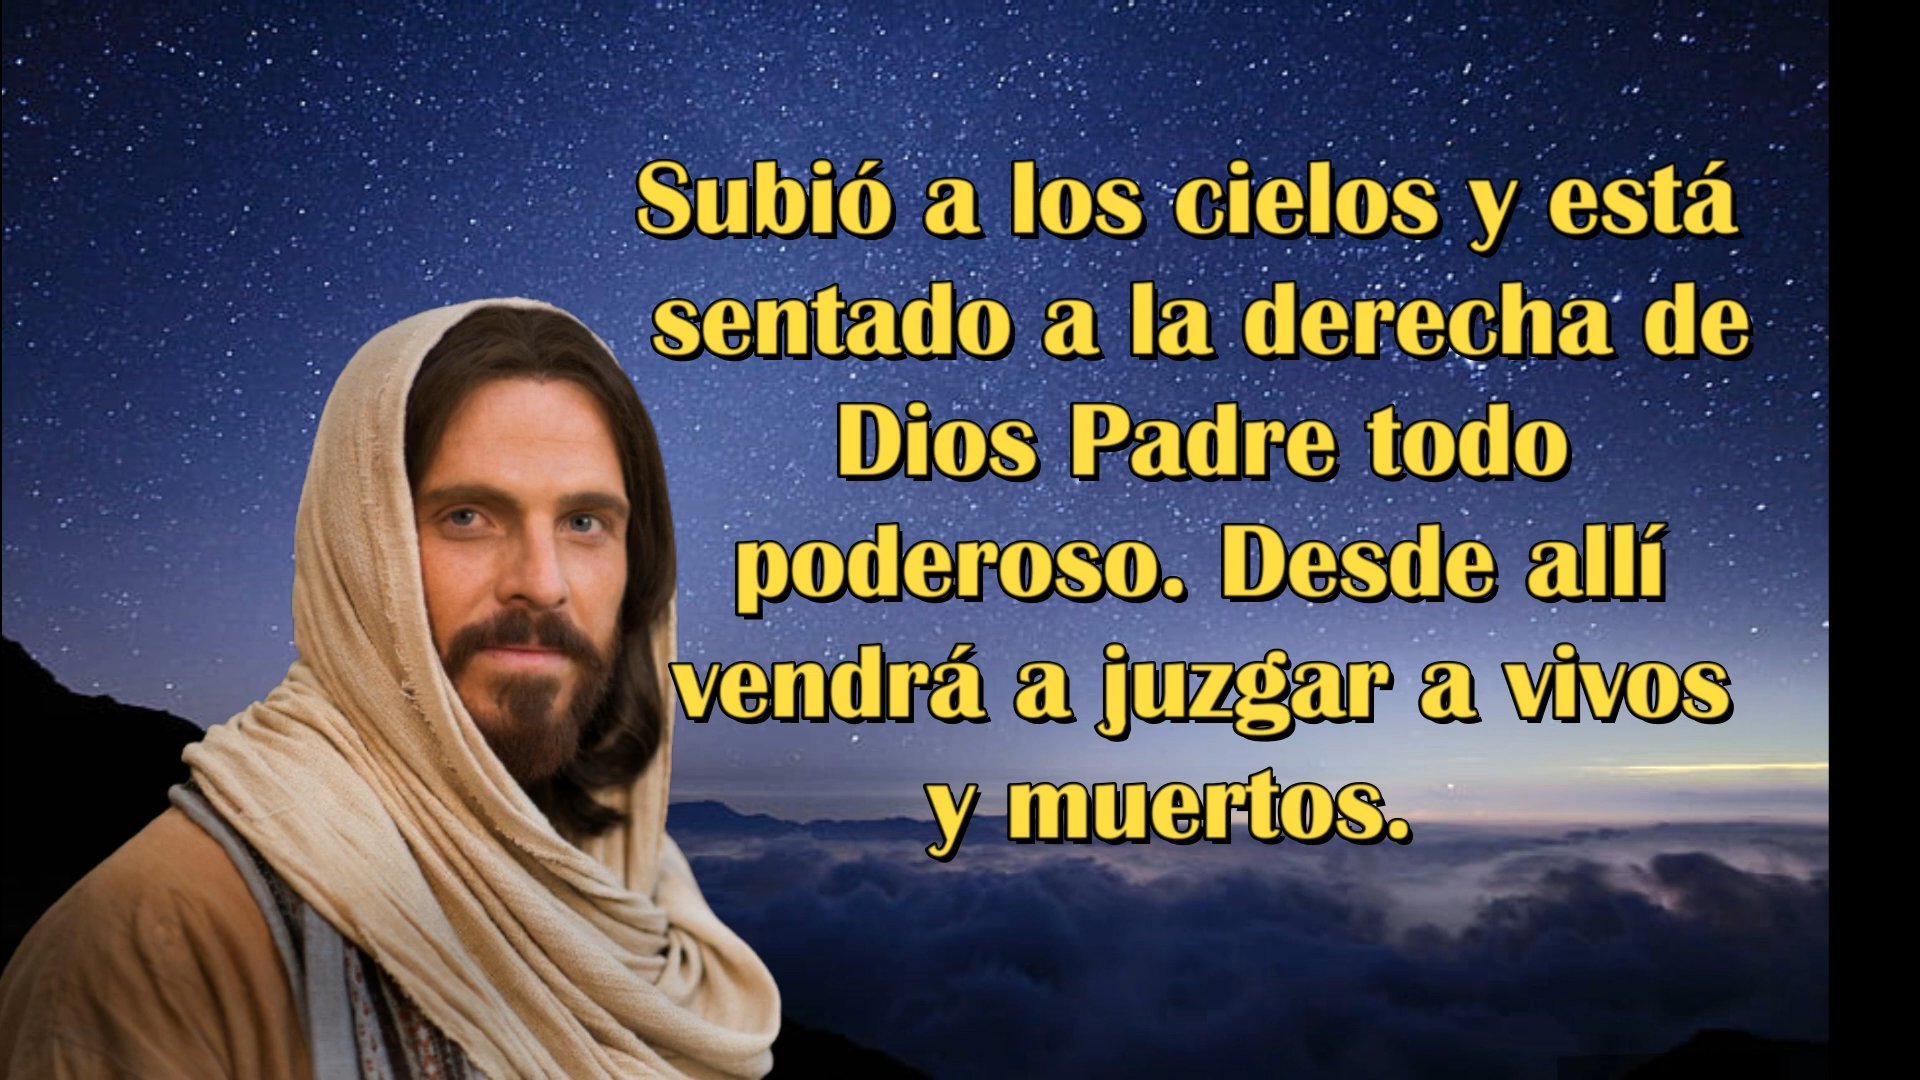 Subió a los cielos y está
sentado a la derecha de
Dios Padre todo
poderoso. Desde allí
vendrá a juzgar a vivos
y muertos.